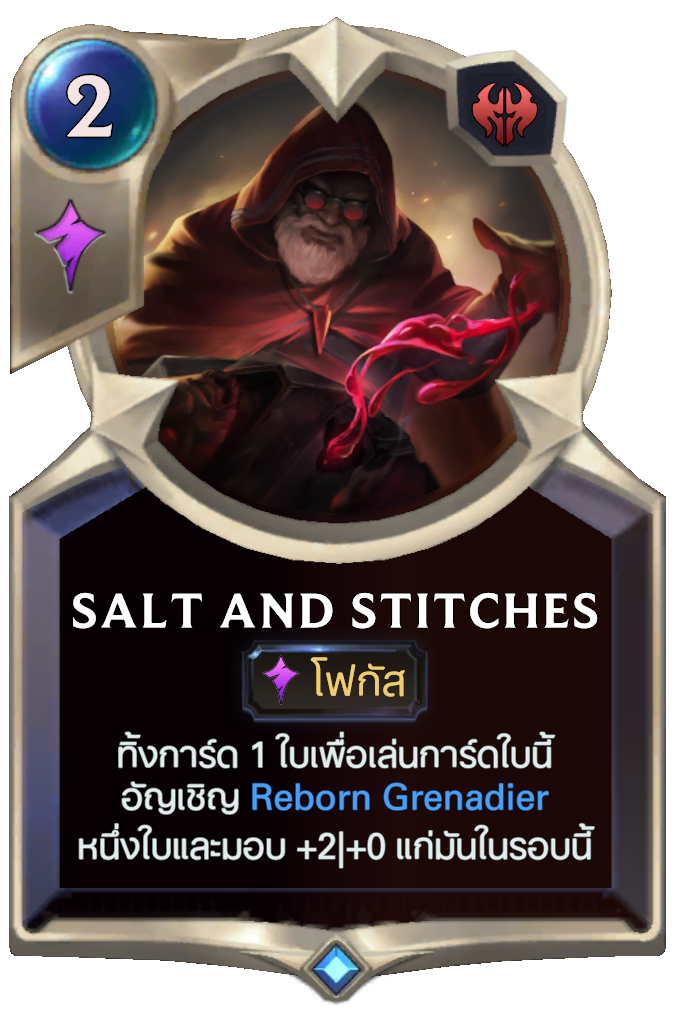 2
SALT AND STITCHES
โฟกัส
ทิ้งการ์ด 1 ใบเพื่อเล่นการ์ดใบนี้
อัญเชิญ Reborn Grenadier
หนึ่งใบและมอบ +2|+0 แก่มันในรอบนี้